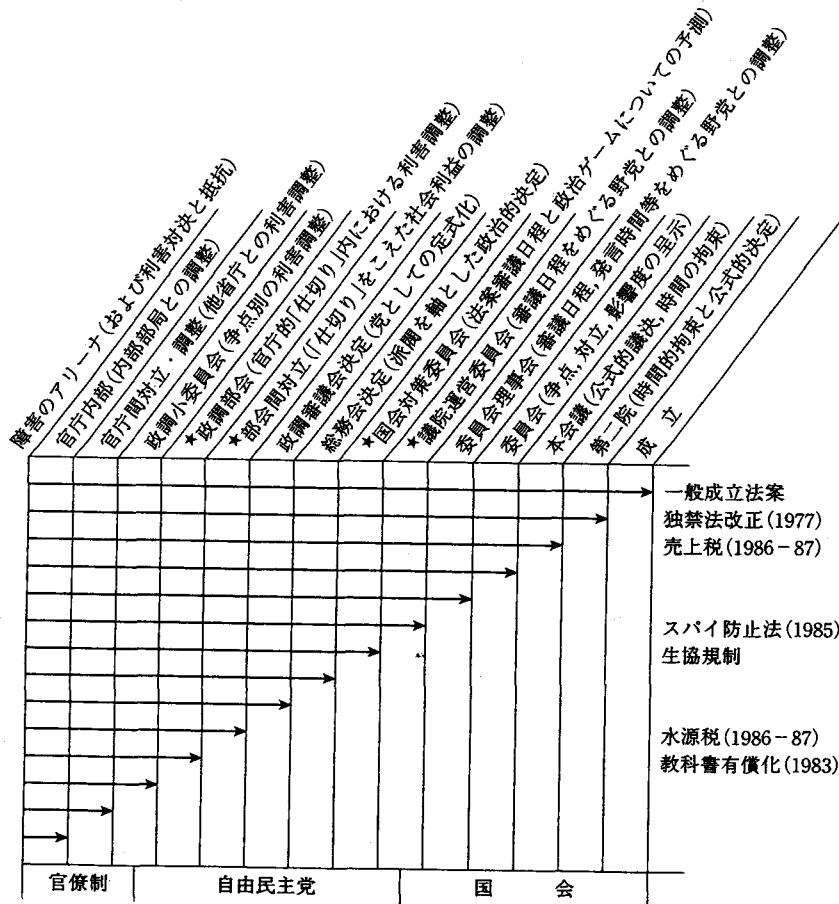 障害のアリーナ(および利害対決と抵抗)
官庁内部(内部部局との調整)
官庁間対立・調整(他省庁との利害調整)
政調小委員会(争点別の利害調整)
★政調部会(官庁的「仕切り」内における利害調整)
★部会間対立(「仕切り」をこえた社会利益の調整)
政調審議会決定(党としての定式化)
総務会決定(派閥を軸とした政治的決定)
★国会対策委員会(法案審議日程と政治ゲームについての予測)
★議院運営委員会(審議日程をめぐる野党との調整)
委員会理事会(審議日程,発言時間等をめぐる野党との調整)
委員会(争点,対立,影響度の呈示)
本会議(公式的議決,時間の拘束)
第二院(時間的拘束と公式的決定)
成立
一般成立法案
独禁法改正(1977)
売上税(1986-87)
スパイ防止法(1985)
生協規制
水源税(1986-87)
教科書有償化(1983)
官僚制
自由民主党
国会